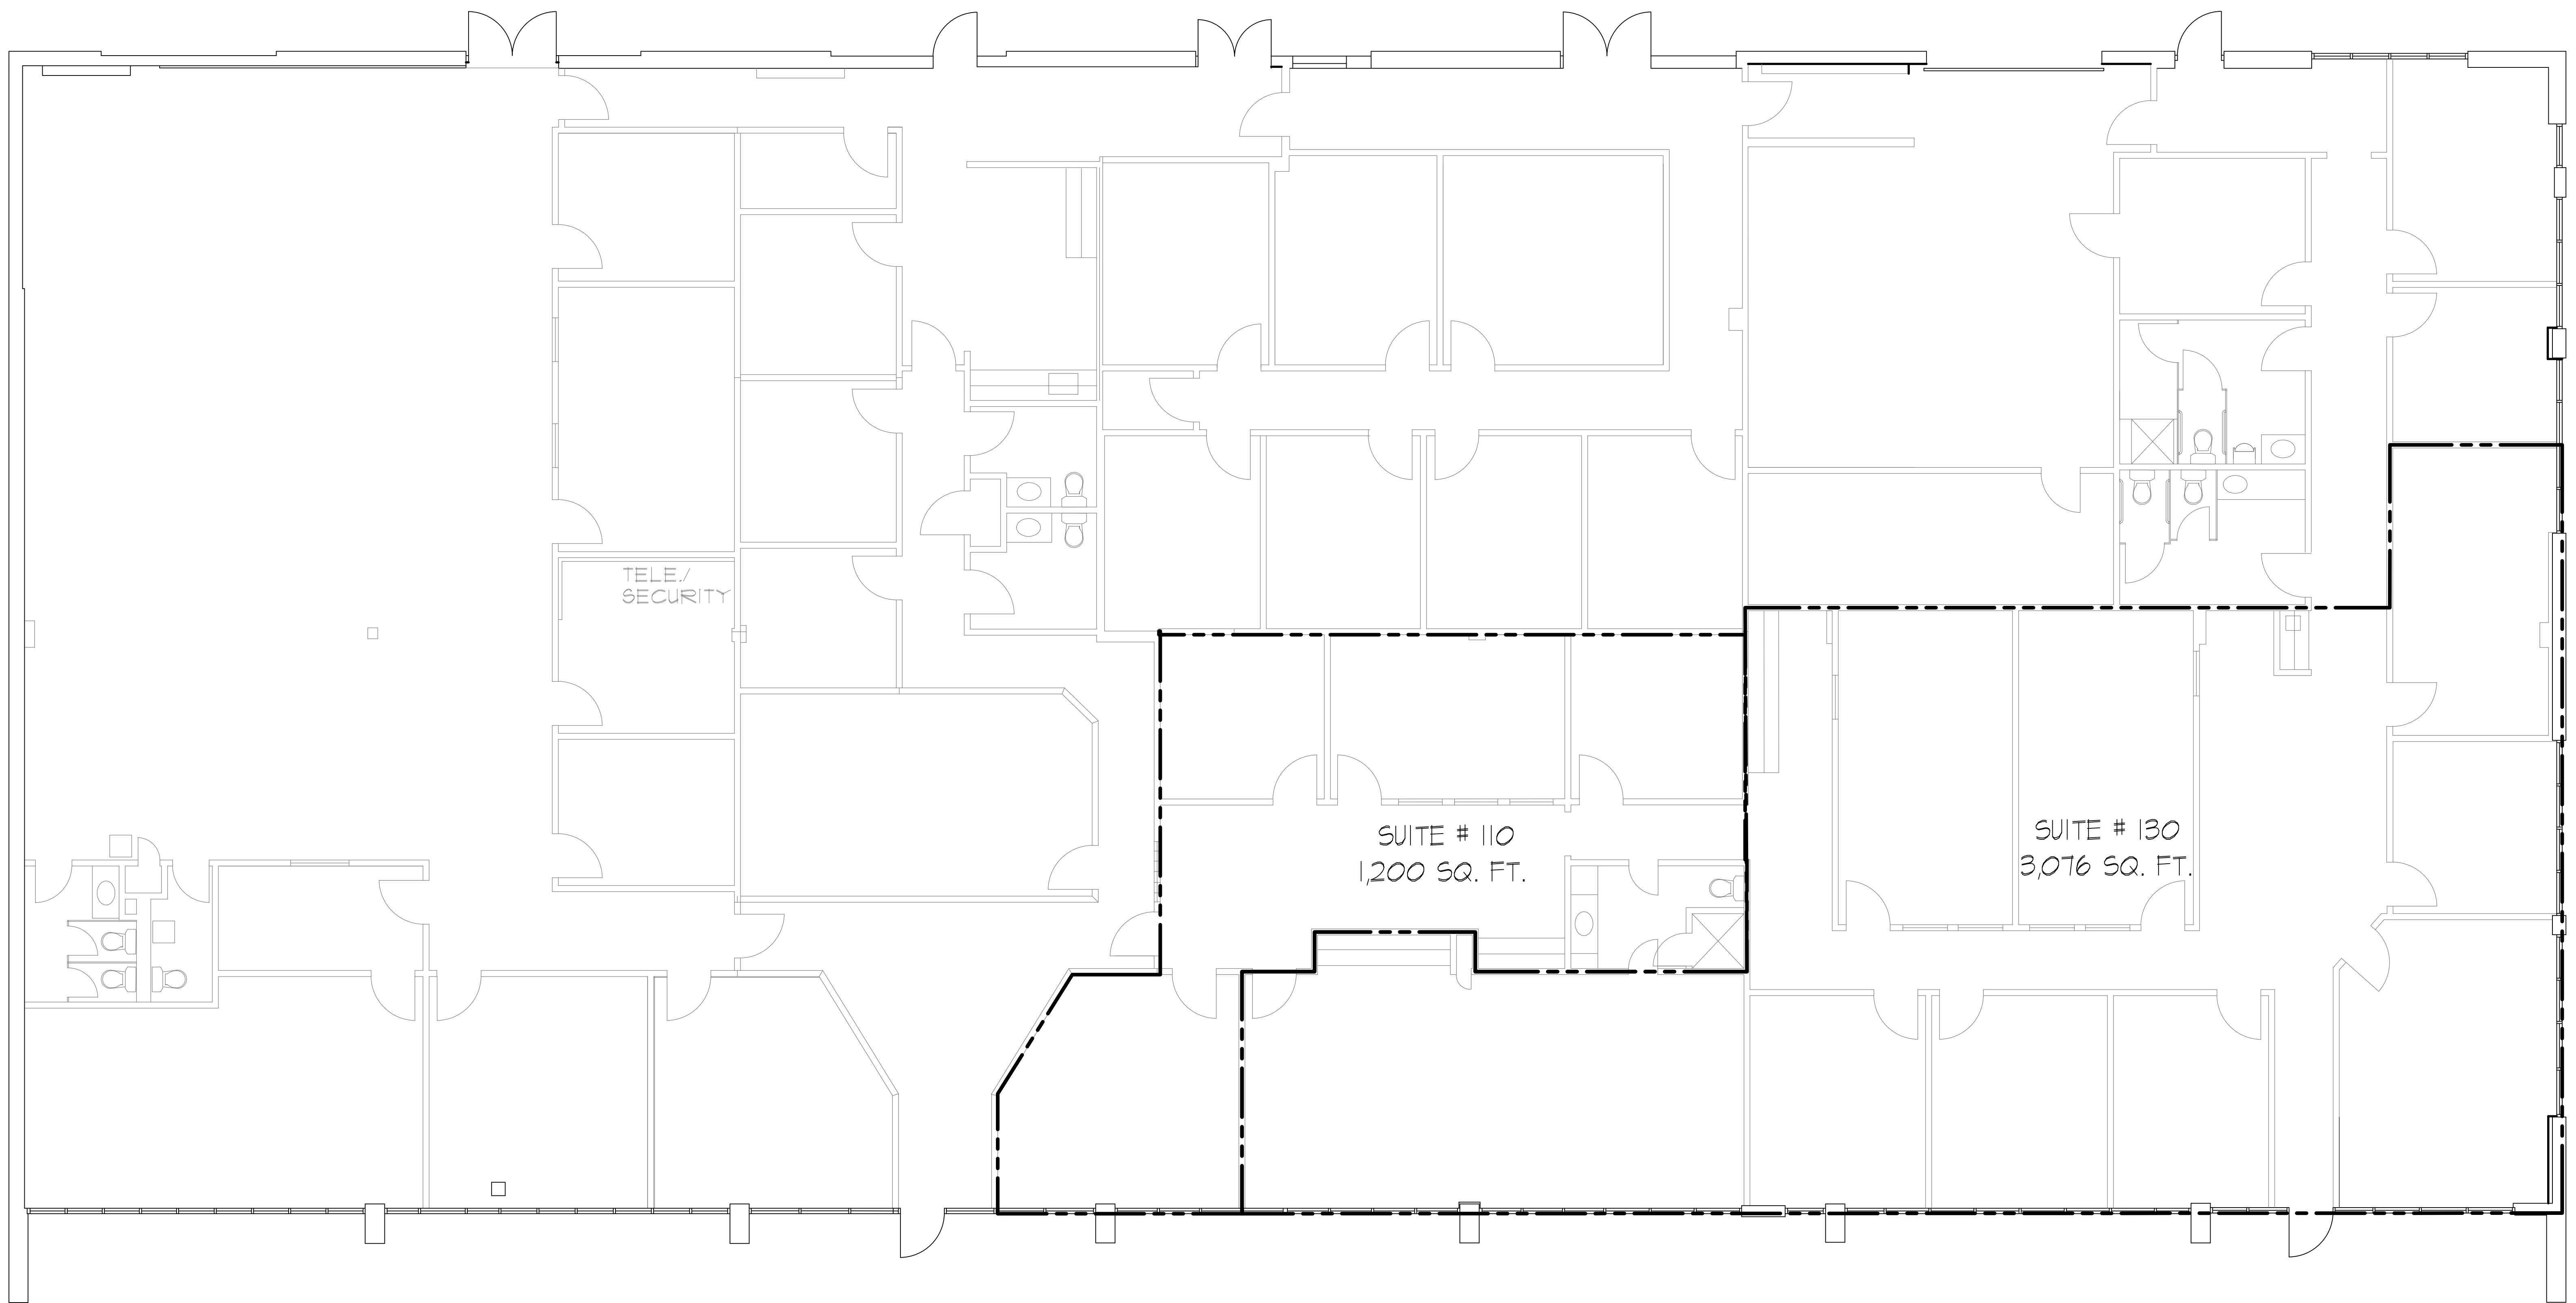 TELE./
SECURITY
SUITE # 110
1,200 SQ. FT.
SUITE # 130
3,076 SQ. FT.